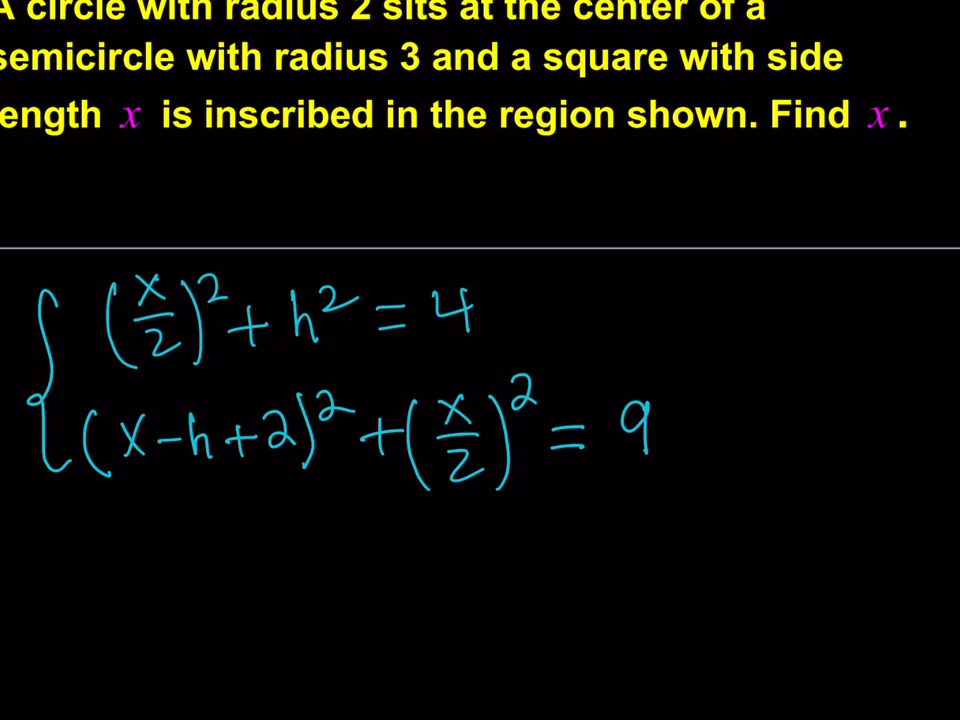 A circle with radius 2 sits at the center of a
semicircle with radius 3 and a square with side
length x is inscribed in the region shown. Find x.
(x/2)² + h² = 4
(x-h+2)² + (x/2)² = 9